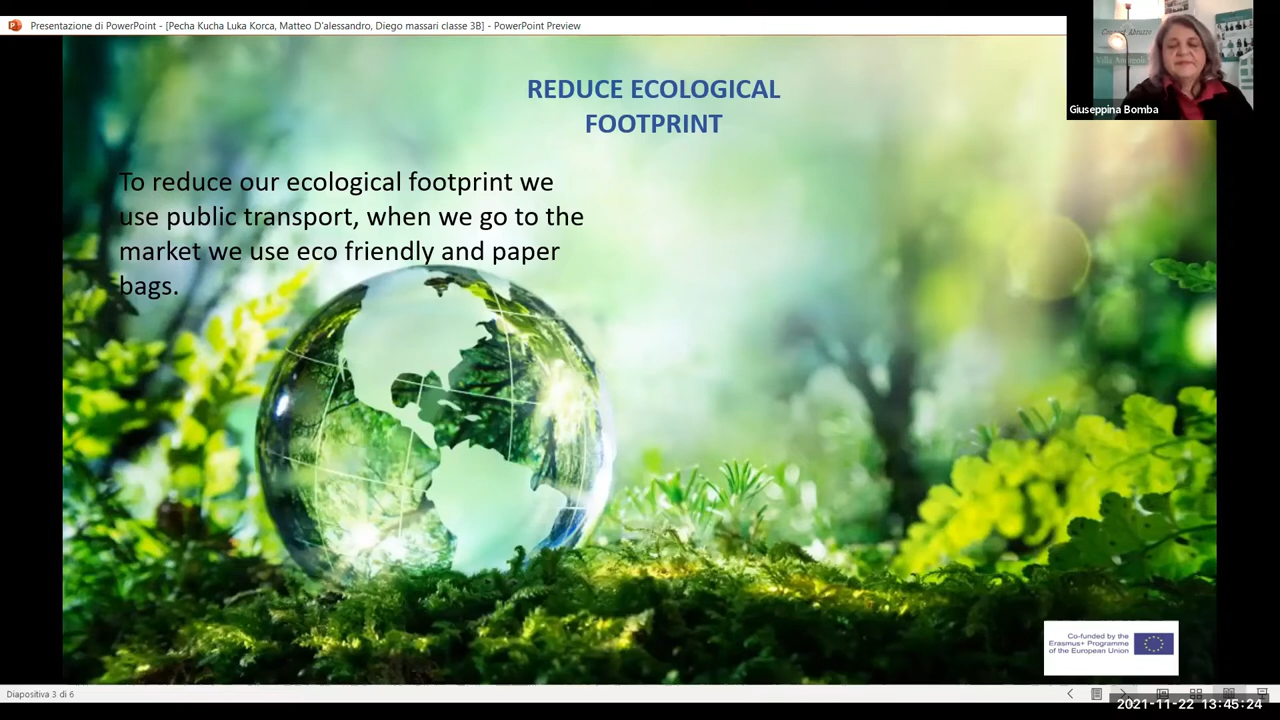 Presentazione di PowerPoint - [Pecha Kucha Luka Korca, Matteo D'alessandro, Diego massari classe 3B] - PowerPoint Preview
Giuseppina Bomba
REDUCE ECOLOGICAL
FOOTPRINT
To reduce our ecological footprint we
use public transport, when we go to the
market we use eco friendly and paper
bags.
Co-funded by the
Erasmus+ Programme
of the European Union
Diapositiva 3 di 6
2021-11-22 13:45:24